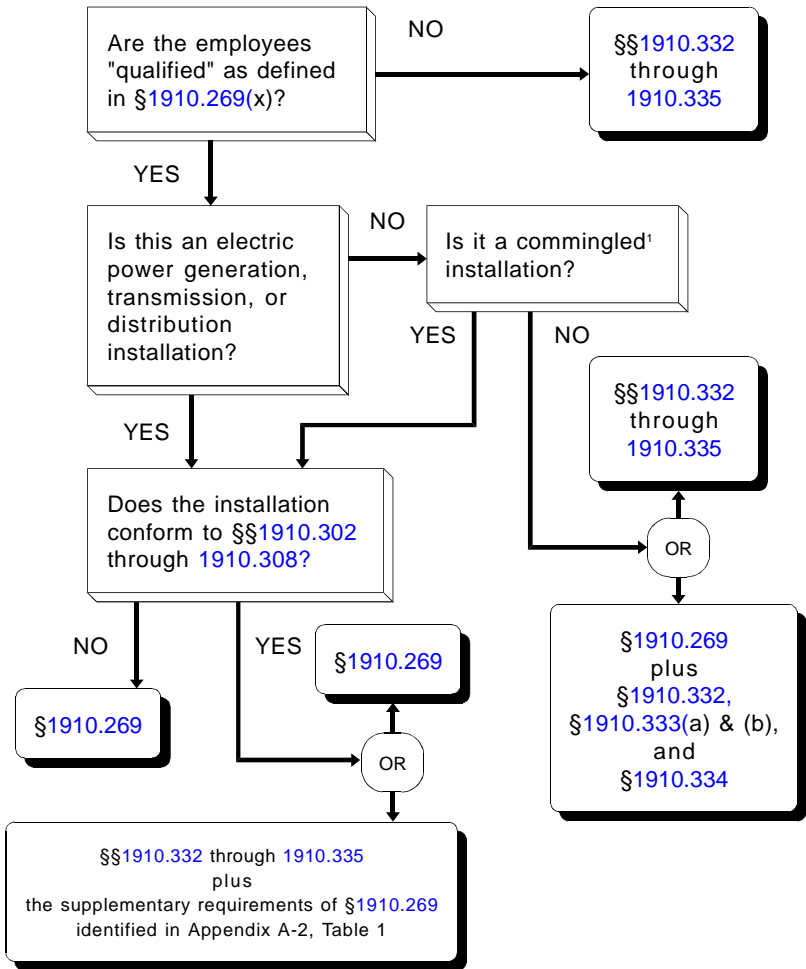 Are the employees
"qualified" as defined
in §1910.269(x)?
NO
§§1910.332
through
1910.335
YES
Is this an electric
power generation,
transmission, or
distribution
installation?
NO
Is it a commingled¹
installation?
YES
NO
§§1910.332
through
1910.335
YES
Does the installation
conform to §§1910.302
through 1910.308?
OR
§1910.269
plus
§1910.332,
§1910.333(a) & (b),
and
§1910.334
NO
YES
§1910.269
§1910.269
OR
§§1910.332 through 1910.335
plus
the supplementary requirements of §1910.269
identified in Appendix A-2, Table 1